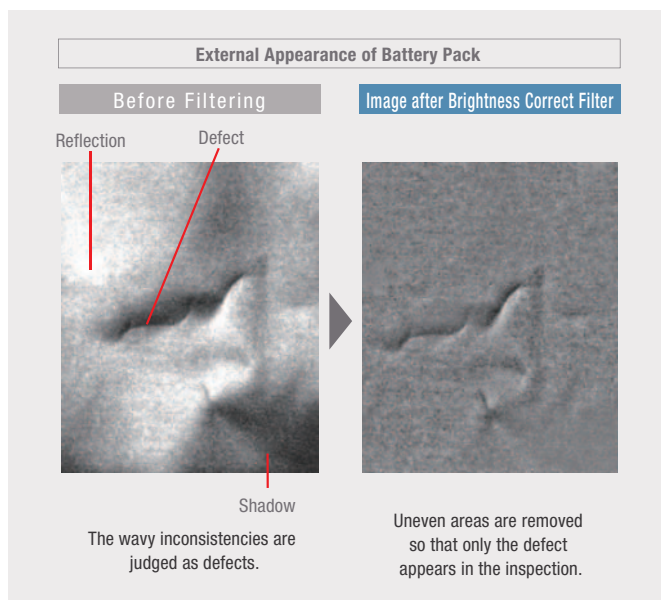 External Appearance of Battery Pack
Before Filtering
Image after Brightness Correct Filter
Reflection
Defect
Shadow
The wavy inconsistencies are
judged as defects.
Uneven areas are removed
so that only the defect
appears in the inspection.